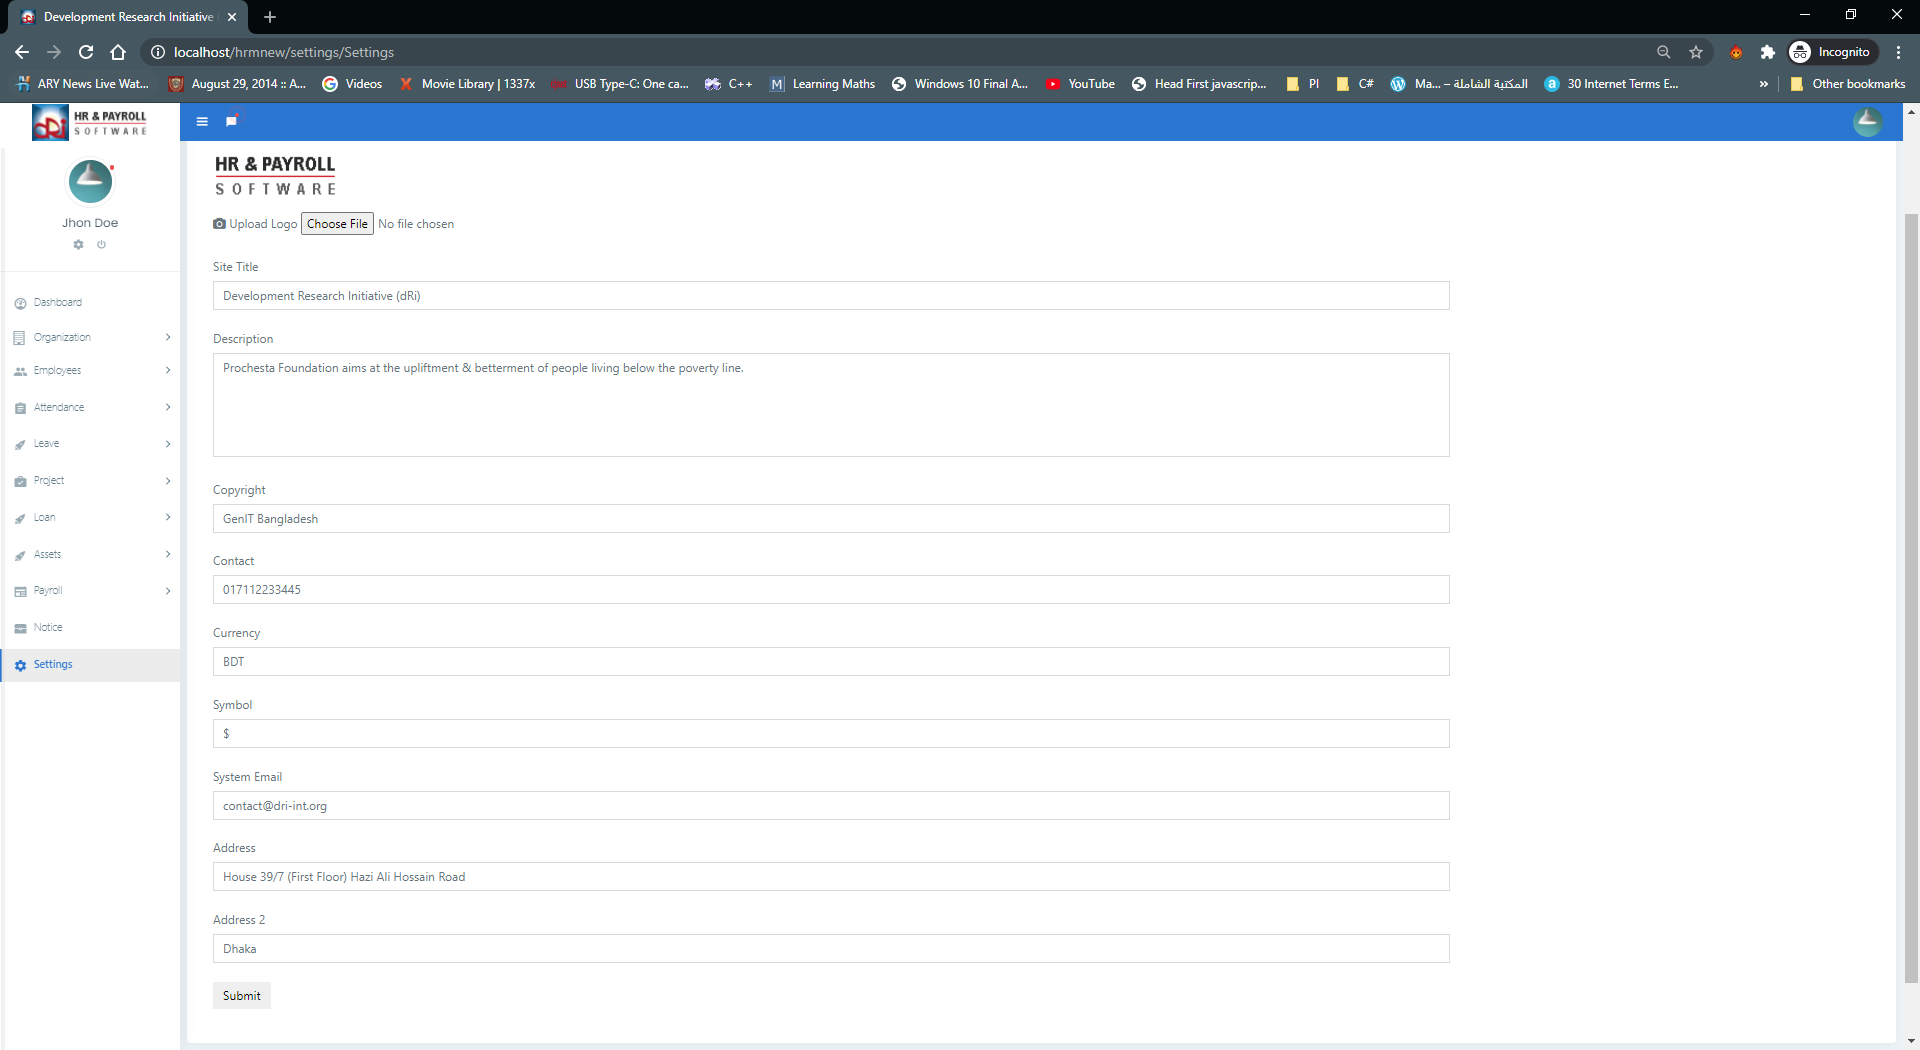 Development Research Initiative
localhost/hrmnew/settings/Settings
Incognito
ARY News Live Wat...
August 29, 2014 :: A...
Videos
Movie Library | 1337x
USB Type-C: One ca...
C++
Learning Maths
Windows 10 Final A...
YouTube
Head First javascrip...
PI
C#
Ma... – المكتبة الشاملة
30 Internet Terms E...
»
Other bookmarks
dRi
HR & PAYROLL
SOFTWARE
Jhon Doe
Dashboard
Organization
Employees
Attendance
Leave
Project
Loan
Assets
Payroll
Notice
Settings
HR & PAYROLL
SOFTWARE
Upload Logo Choose File No file chosen
Site Title
Development Research Initiative (dRi)
Description
Prochesta Foundation aims at the upliftment & betterment of people living below the poverty line.
Copyright
GenIT Bangladesh
Contact
017112233445
Currency
BDT
Symbol
$
System Email
contact@dri-int.org
Address
House 39/7 (First Floor) Hazi Ali Hossain Road
Address 2
Dhaka
Submit